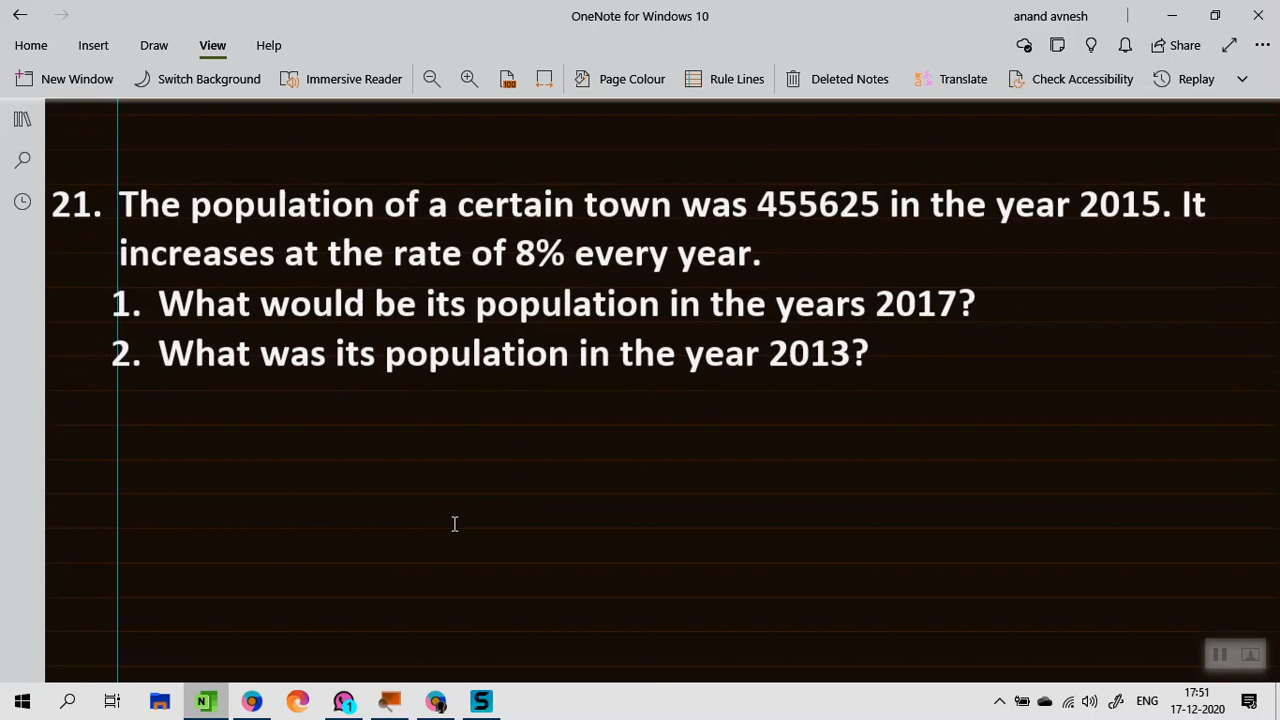 OneNote for Windows 10
anand avnesh
Home Insert Draw View Help
Share
New Window Switch Background Immersive Reader 100 Page Colour Rule Lines Deleted Notes Translate Check Accessibility Replay
21. The population of a certain town was 455625 in the year 2015. It
increases at the rate of 8% every year.
1. What would be its population in the years 2017?
2. What was its population in the year 2013?
N 1 S ENG 7:51
17-12-2020